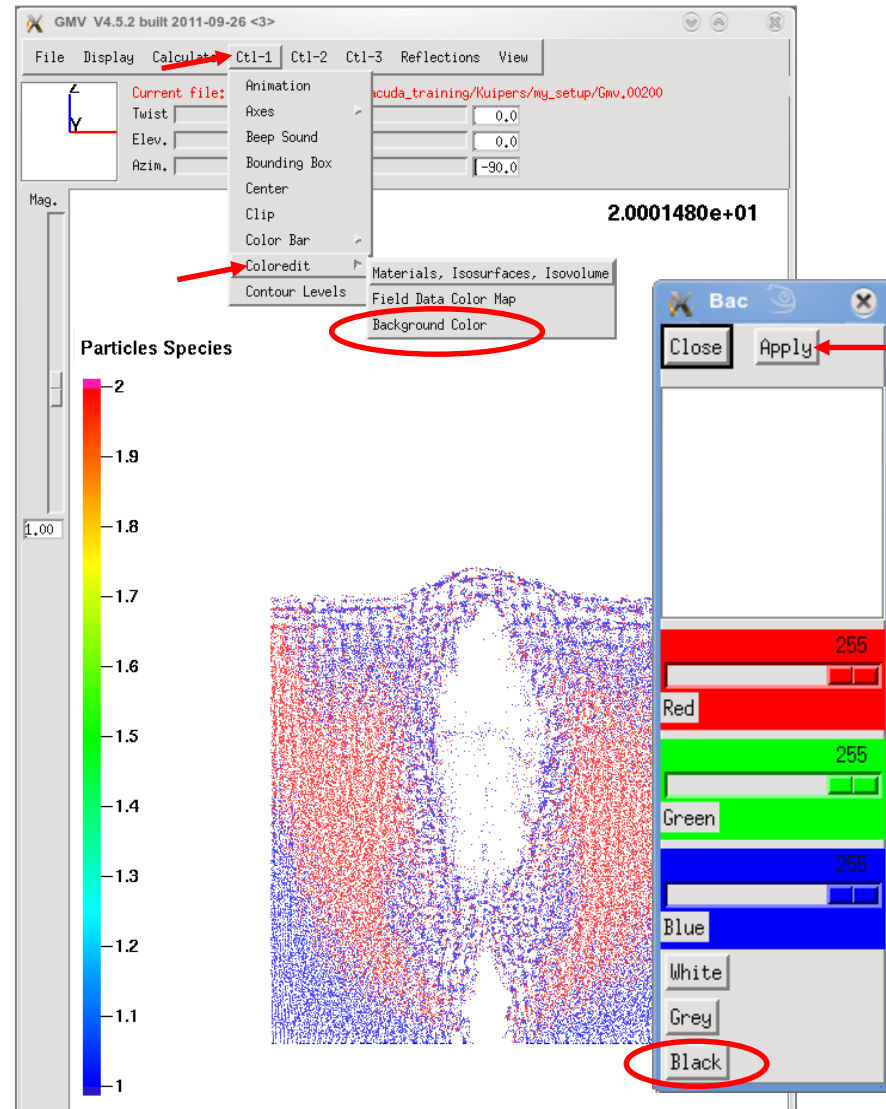 GMV V4.5.2 built 2011-09-26 <3>
File Display Calculate Ctl-1 Ctl-2 Ctl-3 Reflections View
Z
Y
Current file: acuda_training/Kuipers/my_setup/Gmv.00200
Twist 0.0
Elev. 0.0
Azim. -90.0
Mag.
1.00
Animation
Axes
Beep Sound
Bounding Box
Center
Clip
Color Bar
Coloredit
Contour Levels
Materials, Isosurfaces, Isovolume
Field Data Color Map
Background Color
2.0001480e+01
Particles Species
2
1.9
1.8
1.7
1.6
1.5
1.4
1.3
1.2
1.1
1
Bac
Close Apply
255
Red
255
Green
255
Blue
White
Grey
Black